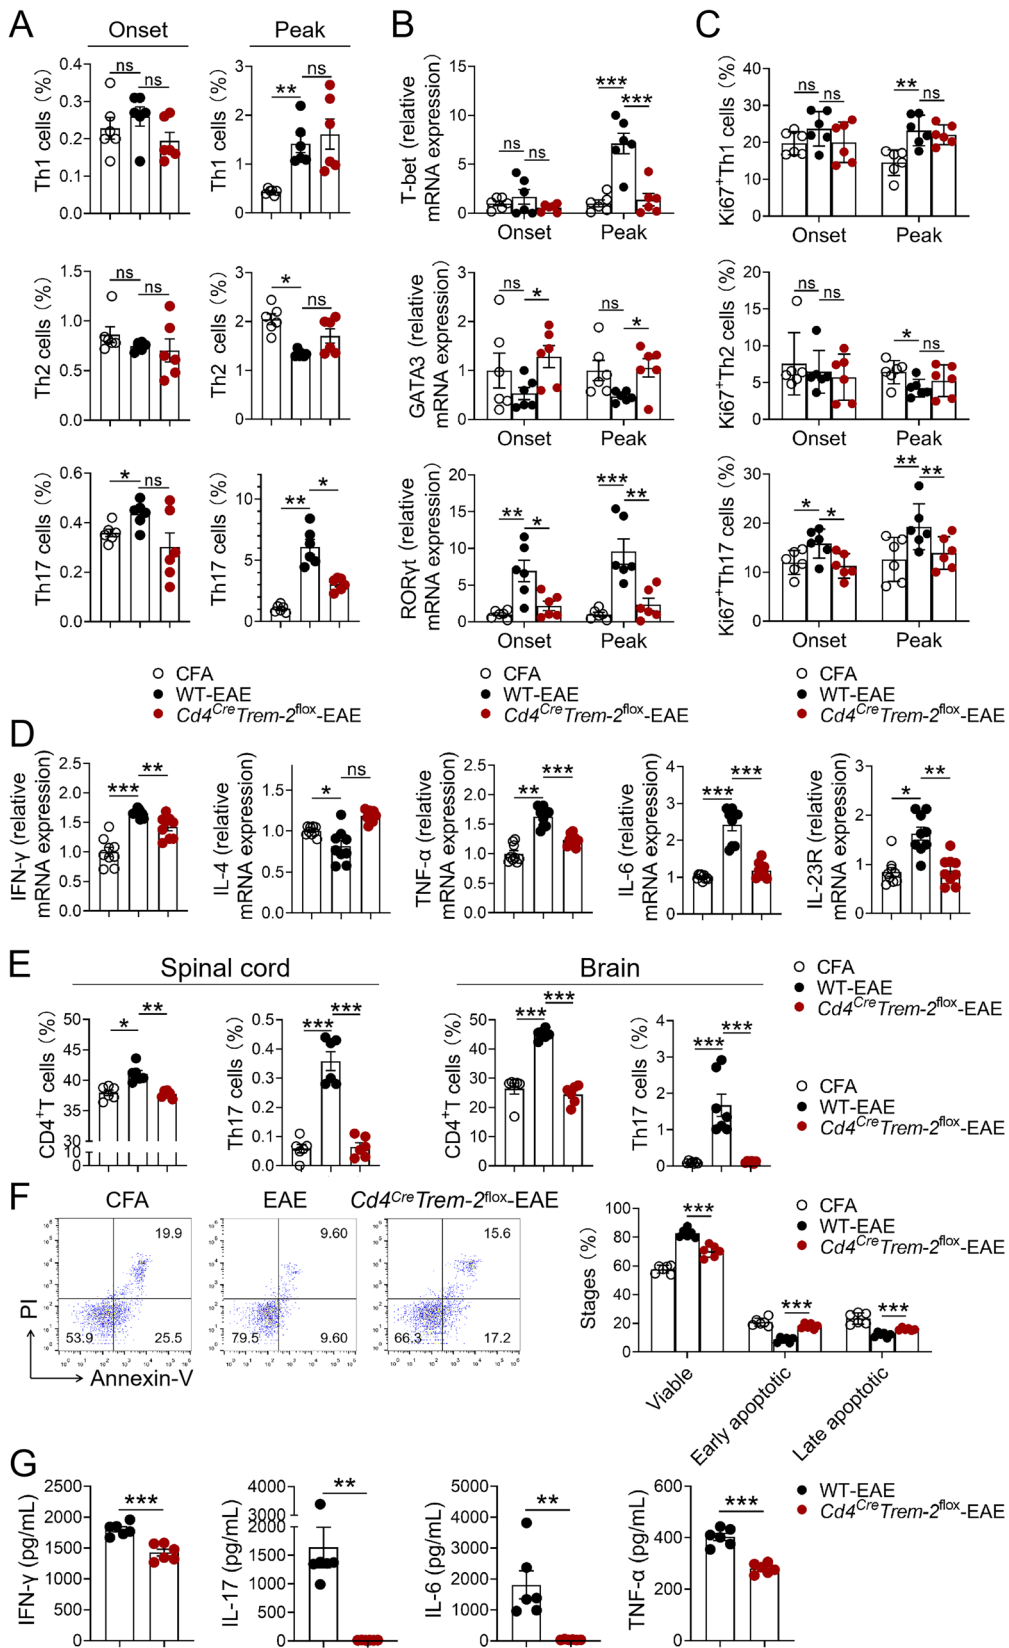 A
Onset
Peak
Th1 cells (%)
0.4
0.3
0.2
0.1
0.0
ns
ns
Th1 cells (%)
3
2
1
0
**
ns
Th2 cells (%)
1.5
1.0
0.5
0.0
ns
ns
Th2 cells (%)
3
2
1
0
*
ns
Th17 cells (%)
0.6
0.4
0.2
0.0
*
ns
Th17 cells (%)
10
5
0
**
*
CFA
WT-EAE
Cd4CreTrem-2flox-EAE
B
T-bet (relative
mRNA expression)
15
10
5
0
ns
ns
***
***
Onset
Peak
GATA3 (relative
mRNA expression)
3
2
1
0
ns
*
ns
*
Onset
Peak
RORγt (relative
mRNA expression)
20
15
10
5
0
**
*
***
**
Onset
Peak
CFA
WT-EAE
Cd4CreTrem-2flox-EAE
C
Ki67+Th1 cells (%)
40
30
20
10
0
ns
ns
**
ns
Onset
Peak
Ki67+Th2 cells (%)
20
15
10
5
0
ns
ns
*
ns
Onset
Peak
Ki67+Th17 cells (%)
30
20
10
0
*
*
**
**
Onset
Peak
CFA
WT-EAE
Cd4CreTrem-2flox-EAE
D
IFN-γ (relative
mRNA expression)
2.5
2.0
1.5
1.0
0.5
0.0
***
**
IL-4 (relative
mRNA expression)
1.5
1.0
0.5
0.0
*
ns
TNF-α (relative
mRNA expression)
2.5
2.0
1.5
1.0
0.5
0.0
**
***
IL-6 (relative
mRNA expression)
4
3
2
1
0
***
***
IL-23R (relative
mRNA expression)
3
2
1
0
*
**
E
Spinal cord
Brain
CD4+T cells (%)
50
45
40
35
30
10
0
*
**
Th17 cells (%)
0.5
0.4
0.3
0.2
0.1
0.0
***
***
CD4+T cells (%)
50
40
30
20
10
0
***
***
Th17 cells (%)
4
3
2
1
0
***
***
CFA
WT-EAE
Cd4CreTrem-2flox-EAE
CFA
WT-EAE
Cd4CreTrem-2flox-EAE
F
CFA
EAE
Cd4CreTrem-2flox-EAE
19.9
53.9
25.5
9.60
79.5
9.60
15.6
66.3
17.2
PI
Annexin-V
Stages (%)
100
80
60
40
20
0
***
***
***
Viable
Early apoptotic
Late apoptotic
CFA
WT-EAE
Cd4CreTrem-2flox-EAE
G
IFN-γ (pg/mL)
2500
2000
1500
1000
500
0
***
IL-17 (pg/mL)
4000
3000
2000
1500
1000
500
0
**
IL-6 (pg/mL)
5000
4000
3000
2000
1000
0
**
TNF-α (pg/mL)
600
400
200
0
***
WT-EAE
Cd4CreTrem-2flox-EAE